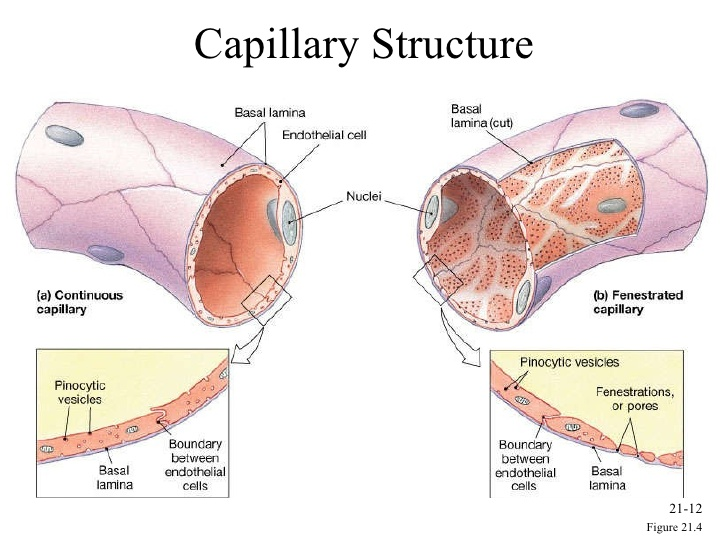 Capillary Structure
Basal lamina
Endothelial cell
Nuclei
Basal
lamina (cut)
(a) Continuous
capillary
(b) Fenestrated
capillary
Pinocytic
vesicles
Basal
lamina
Boundary
between
endothelial
cells
Pinocytic vesicles
Fenestrations,
or pores
Boundary
between
endothelial
cells
Basal
lamina
21-12
Figure 21.4